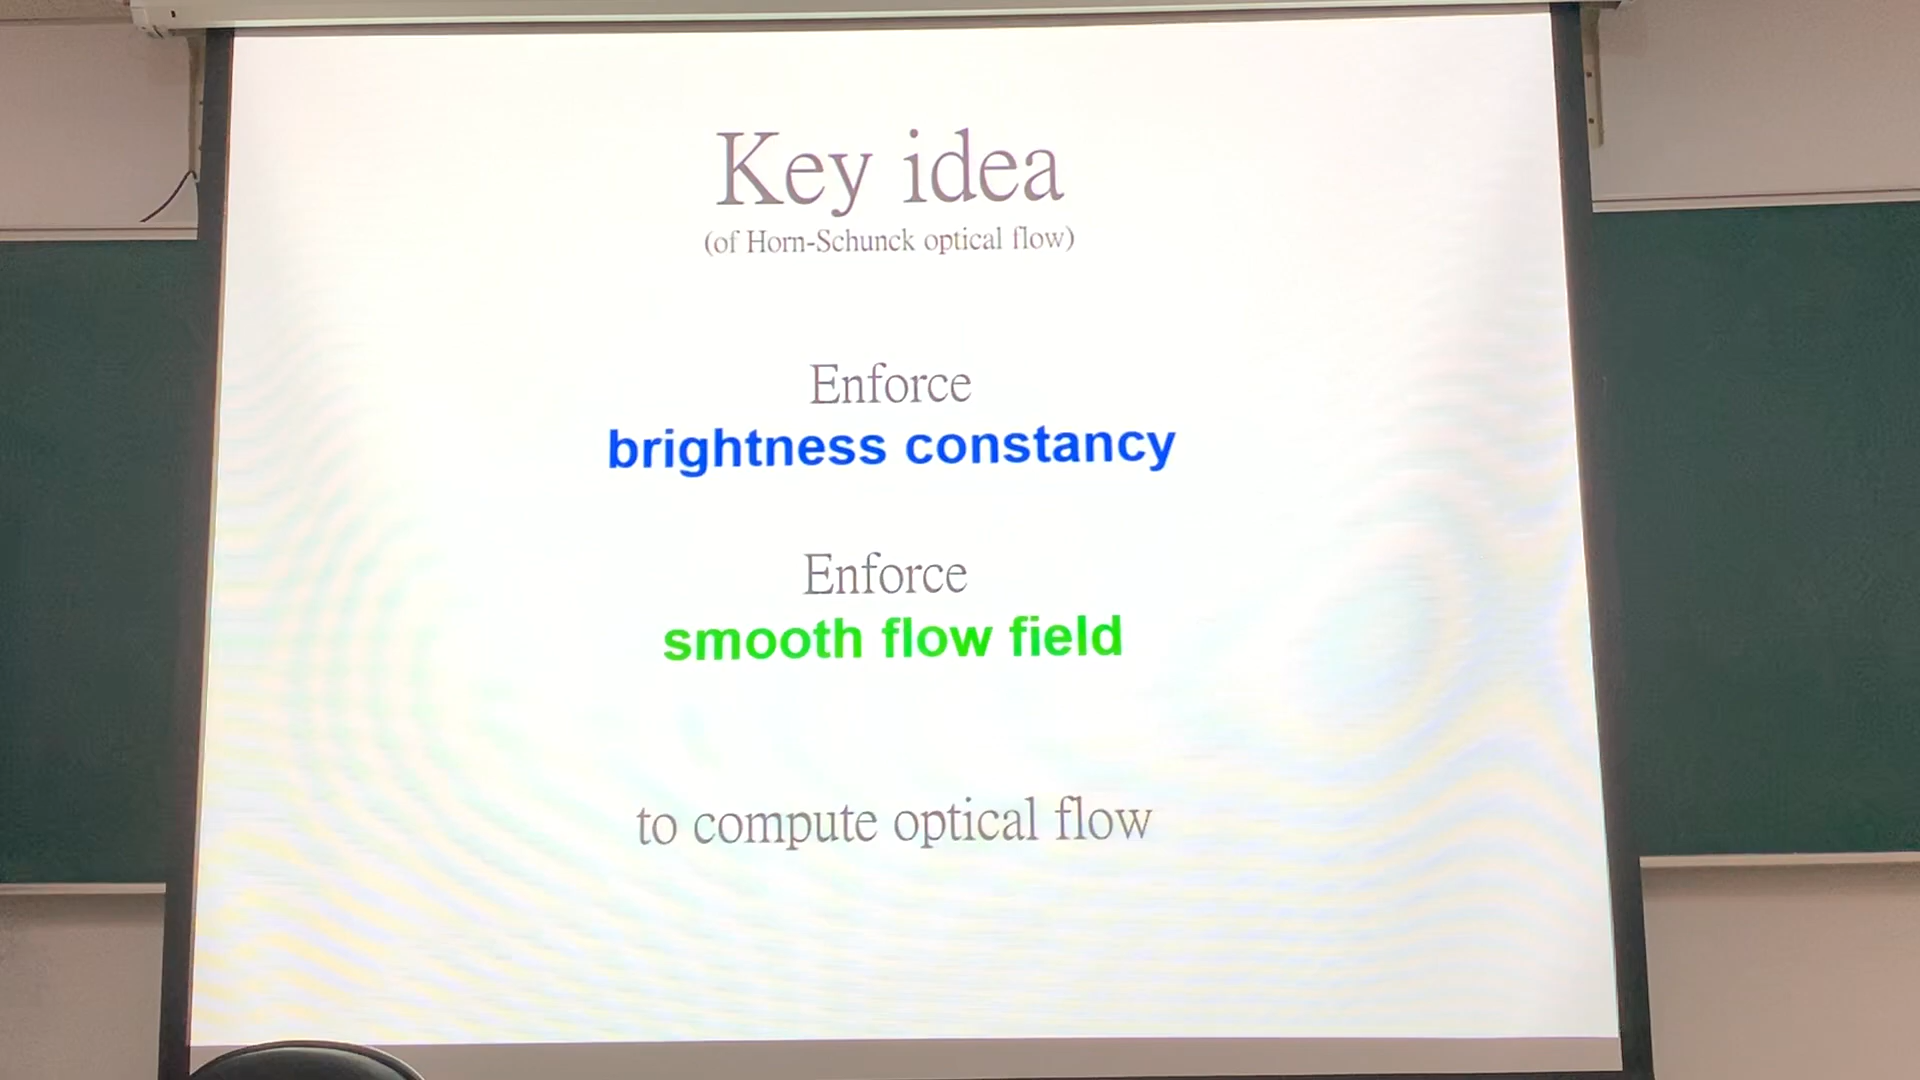 Key idea
(of Horn-Schunck optical flow)
Enforce
brightness constancy
Enforce
smooth flow field
to compute optical flow